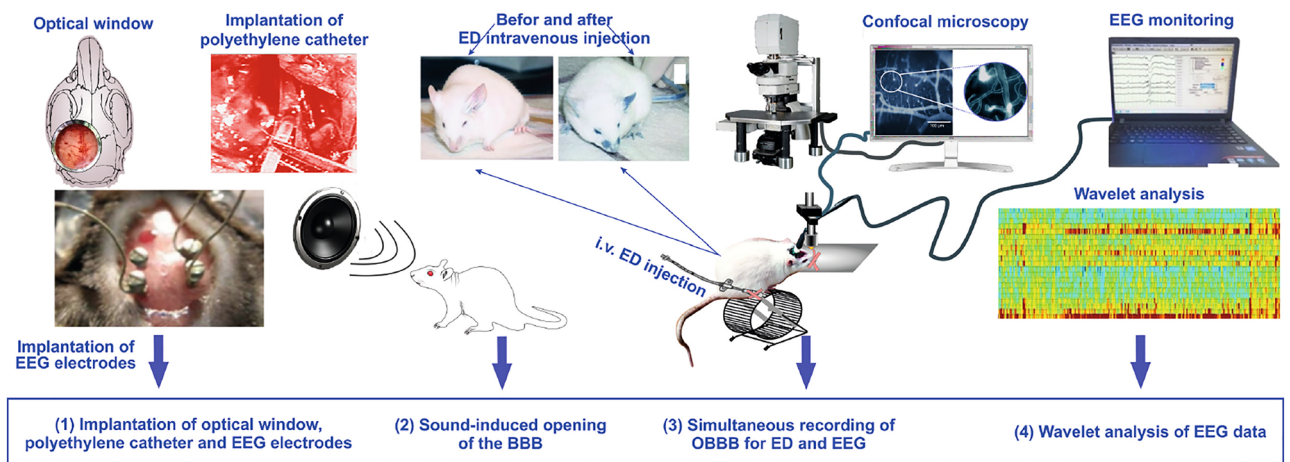 Optical window
Implantation of
polyethylene catheter
Befor and after
ED intravenous injection
Confocal microscopy
EEG monitoring
100 µm
Wavelet analysis
i.v. ED injection
Implantation of
EEG electrodes
(1) Implantation of optical window,
polyethylene catheter and EEG electrodes
(2) Sound-induced opening
of the BBB
(3) Simultaneous recording of
OBBB for ED and EEG
(4) Wavelet analysis of EEG data